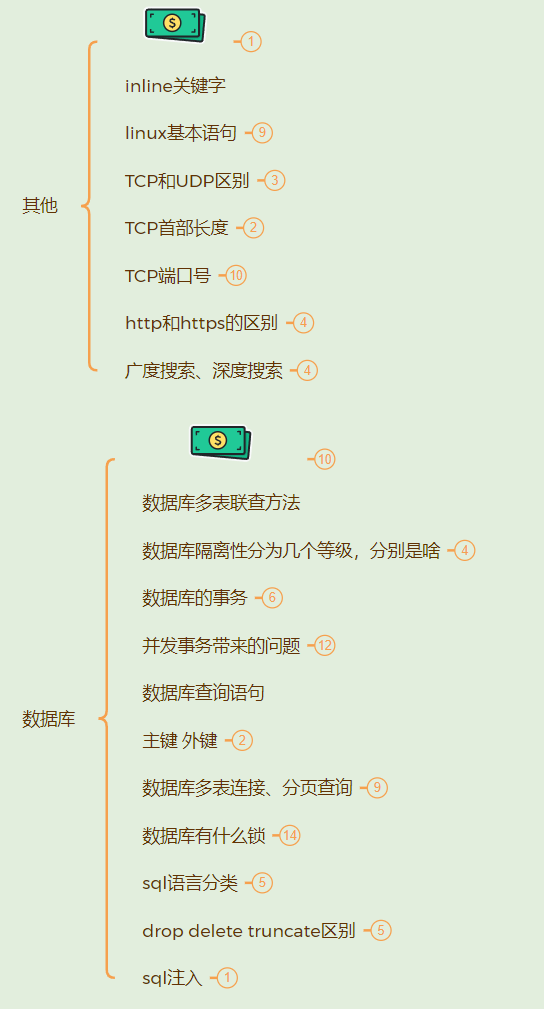 $ 1
inline关键字
linux基本语句 9
TCP和UDP区别 3
其他
TCP首部长度 2
TCP端口号 10
http和https的区别 4
广度搜索、深度搜索 4
$ 10
数据库多表联查方法
数据库隔离性分为几个等级，分别是啥 4
数据库的事务 6
并发事务带来的问题 12
数据库查询语句
数据库
主键 外键 2
数据库多表连接、分页查询 9
数据库有什么锁 14
sql语言分类 5
drop delete truncate区别 5
sql注入 1